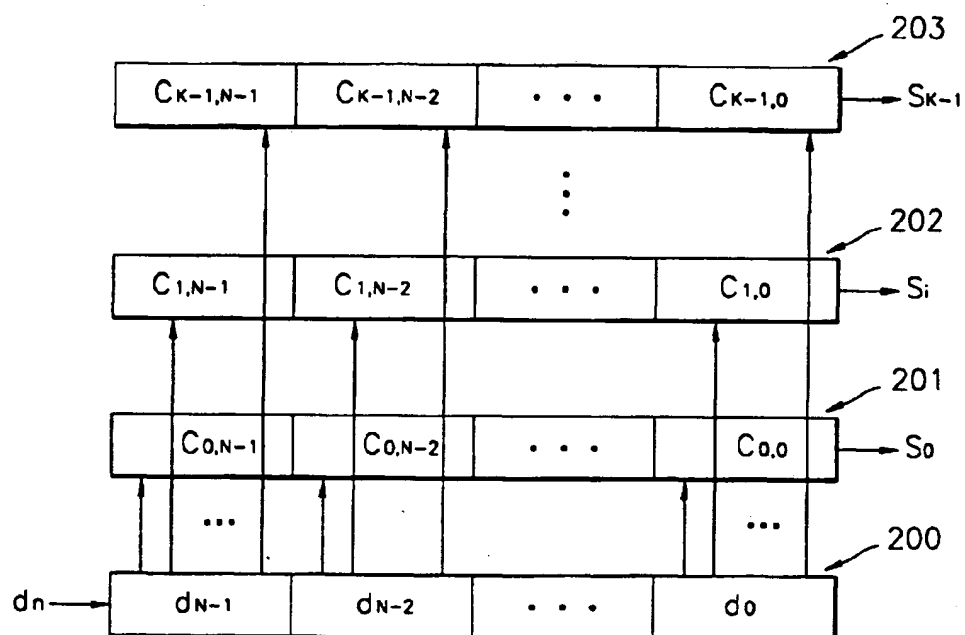 203
CK-1,N-1 CK-1,N-2 • • • CK-1,0 SK-1
202
C1,N-1 C1,N-2 • • • C1,0 Si
201
C0,N-1 C0,N-2 • • • C0,0 S0
••• •••
200
dn dN-1 dN-2 • • • d0